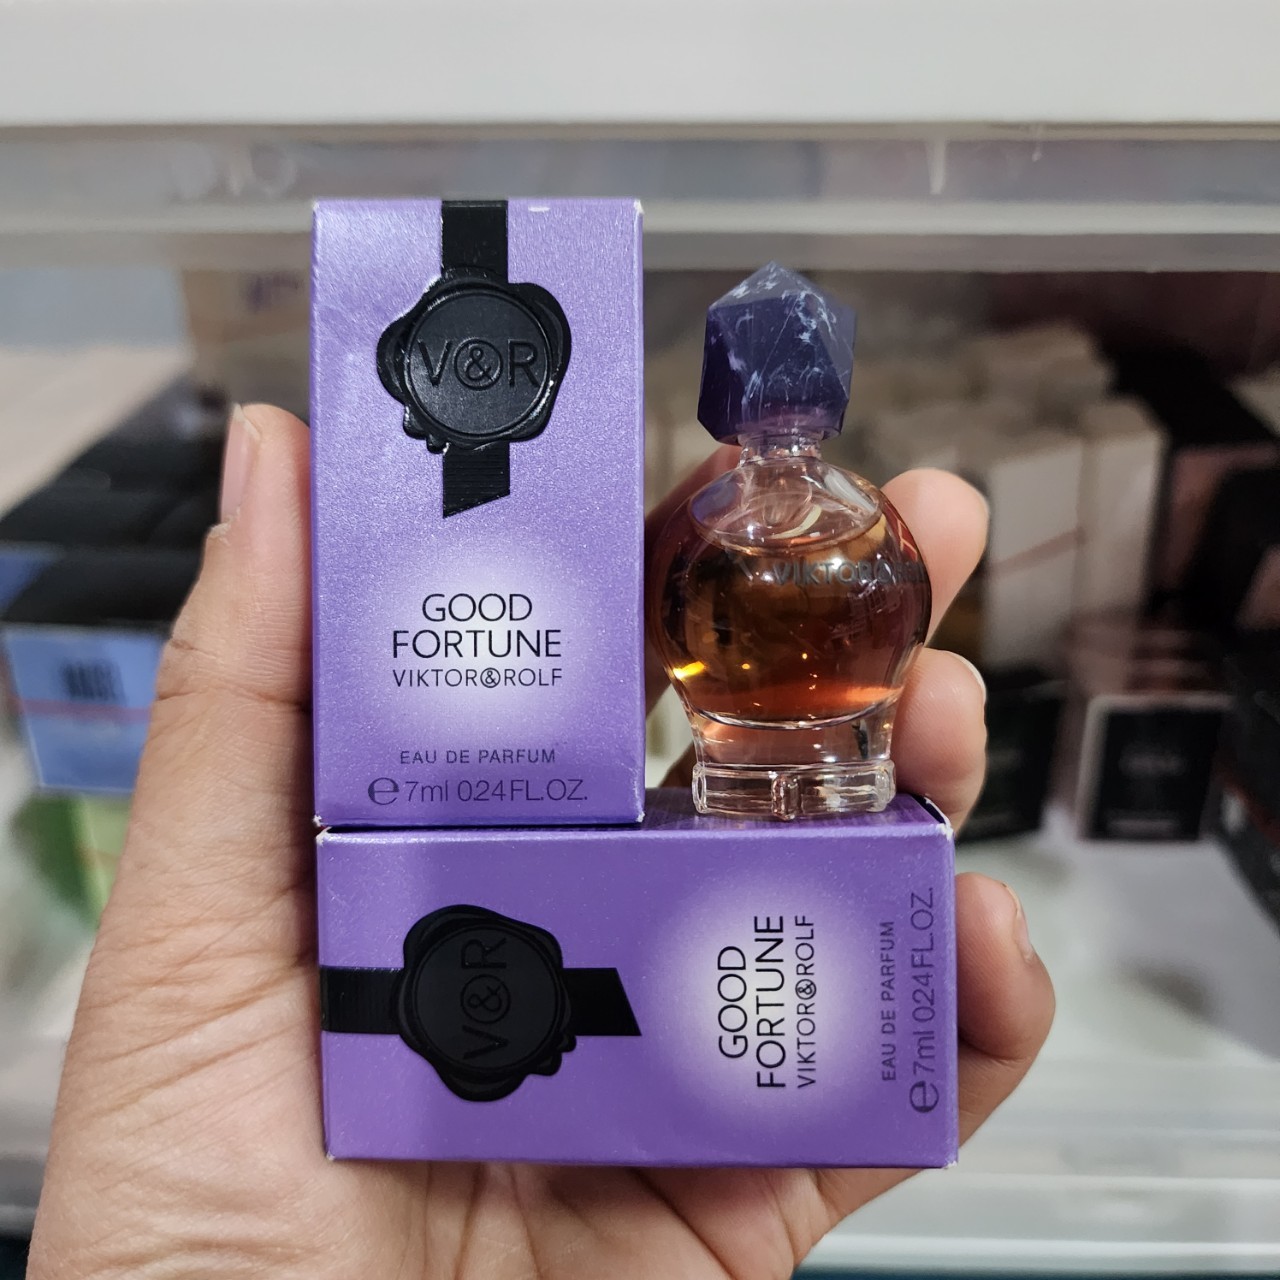 V&R
GOOD
FORTUNE
VIKTOR&ROLF
EAU DE PARFUM
℮7ml 0.24FL.OZ.
VIKTOR&ROLF
V&R
GOOD
FORTUNE
VIKTOR&ROLF
EAU DE PARFUM
℮7ml 0.24FL.OZ.